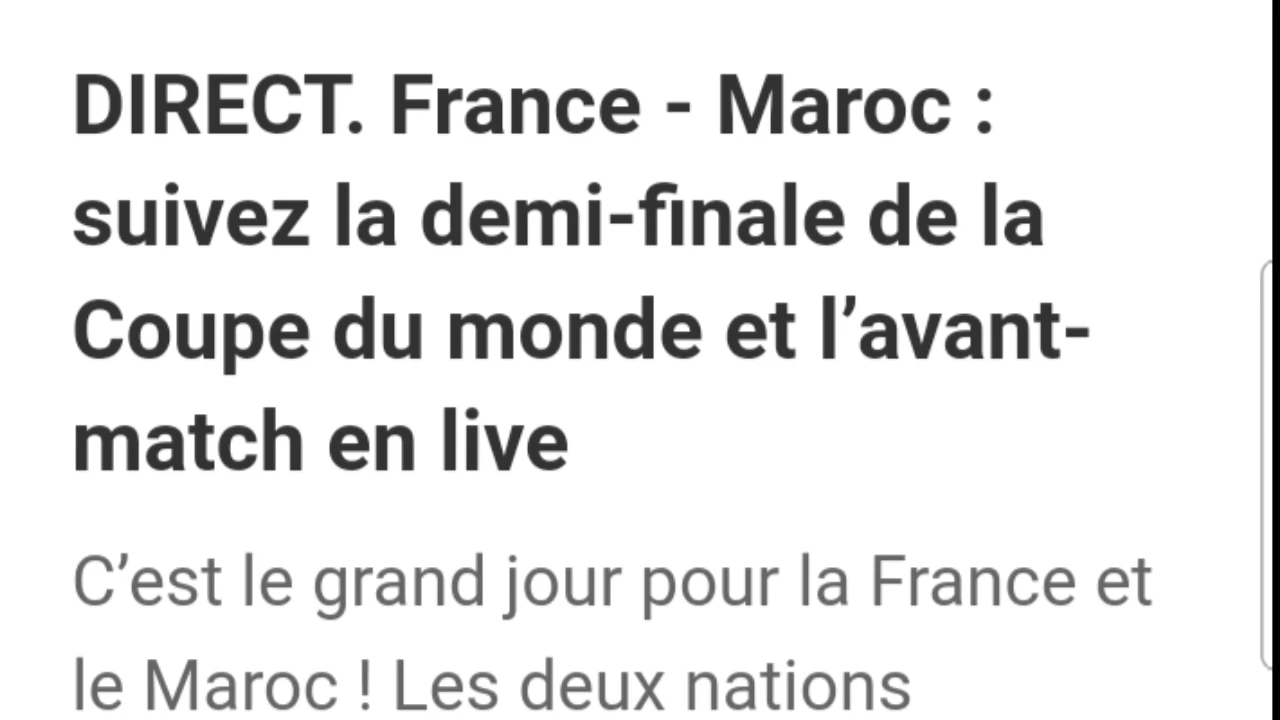 DIRECT. France - Maroc :
suivez la demi-finale de la
Coupe du monde et l’avant-
match en live
C’est le grand jour pour la France et
le Maroc ! Les deux nations